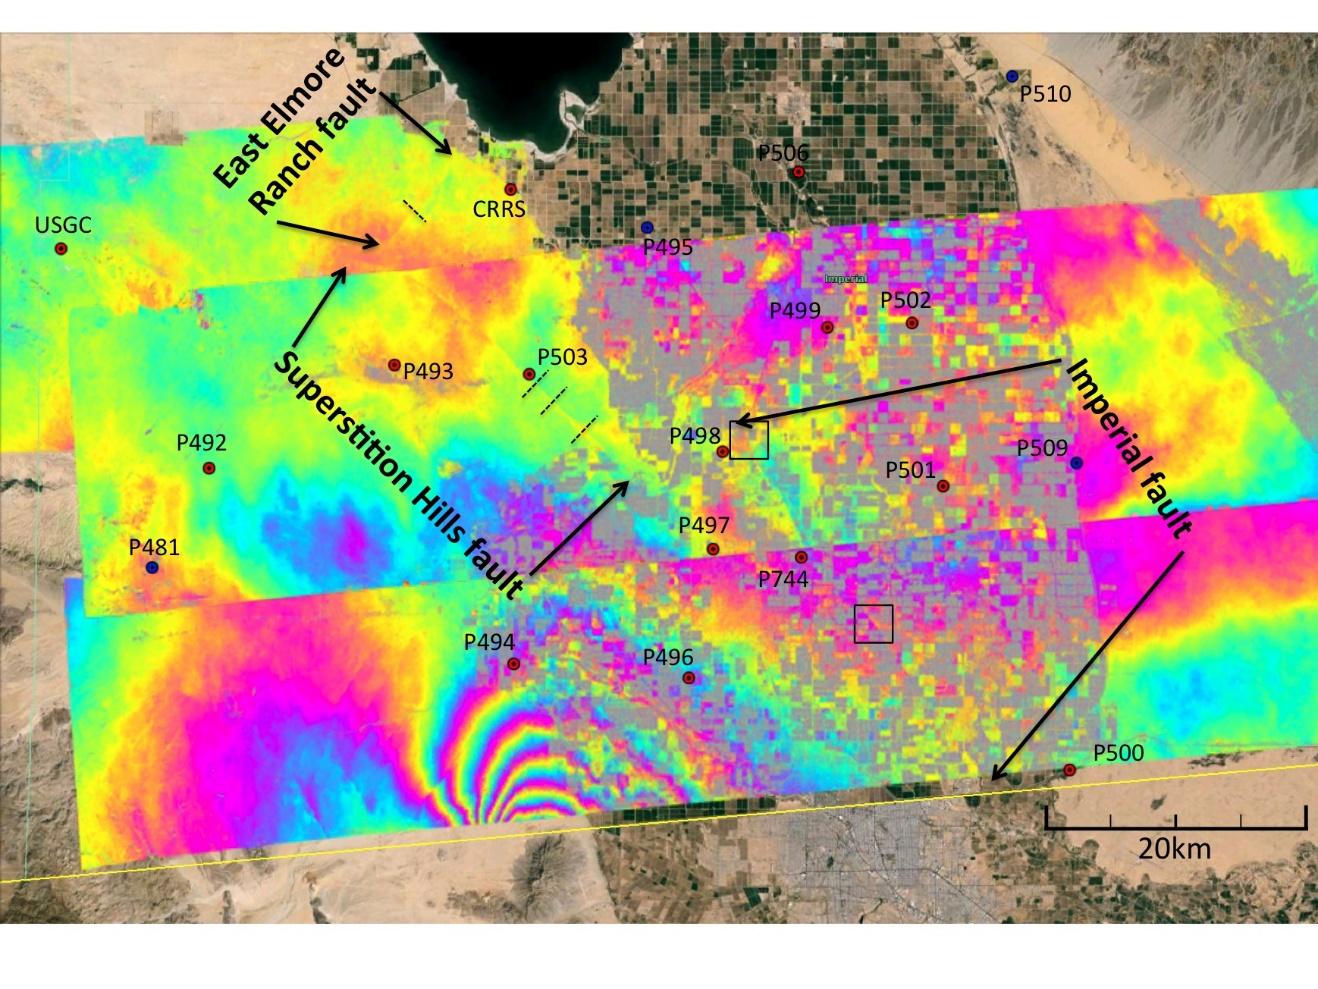 East Elmore
Ranch fault
P510
P506
CRRS
USGC
P495
Imperial
P499
P502
P503
P493
Superstition Hills fault
Imperial fault
P498
P492
P509
P501
P497
P481
P744
P494
P496
P500
20km